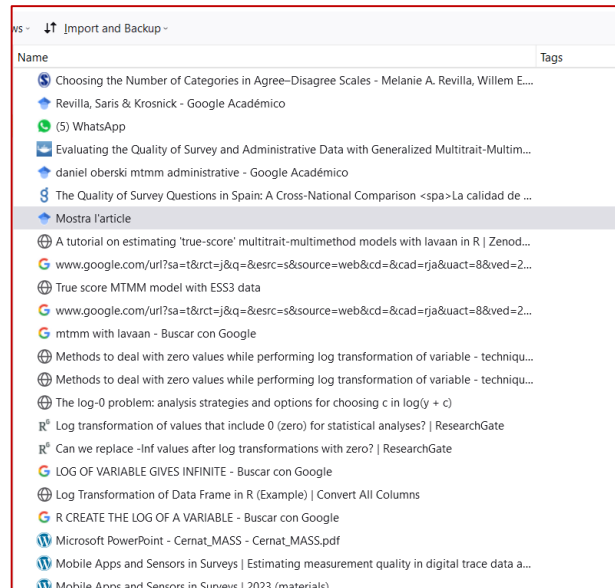 ws Import and Backup
Name Tags
Choosing the Number of Categories in Agree–Disagree Scales - Melanie A. Revilla, Willem E....
Revilla, Saris & Krosnick - Google Académico
(5) WhatsApp
Evaluating the Quality of Survey and Administrative Data with Generalized Multitrait-Multim...
daniel oberski mtmm administrative - Google Académico
The Quality of Survey Questions in Spain: A Cross-National Comparison <spa>La calidad de ...
Mostra l'article
A tutorial on estimating 'true-score' multitrait-multimethod models with lavaan in R | Zenod...
www.google.com/url?sa=t&rct=j&q=&esrc=s&source=web&cd=&cad=rja&uact=8&ved=2...
True score MTMM model with ESS3 data
www.google.com/url?sa=t&rct=j&q=&esrc=s&source=web&cd=&cad=rja&uact=8&ved=2...
mtmm with lavaan - Buscar con Google
Methods to deal with zero values while performing log transformation of variable - techniqu...
Methods to deal with zero values while performing log transformation of variable - techniqu...
The log-0 problem: analysis strategies and options for choosing c in log(y + c)
Log transformation of values that include 0 (zero) for statistical analyses? | ResearchGate
Can we replace -Inf values after log transformations with zero? | ResearchGate
LOG OF VARIABLE GIVES INFINITE - Buscar con Google
Log Transformation of Data Frame in R (Example) | Convert All Columns
R CREATE THE LOG OF A VARIABLE - Buscar con Google
Microsoft PowerPoint - Cernat_MASS - Cernat_MASS.pdf
Mobile Apps and Sensors in Surveys | Estimating measurement quality in digital trace data a...
Mobile Apps and Sensors in Surveys | 2023 (materials)